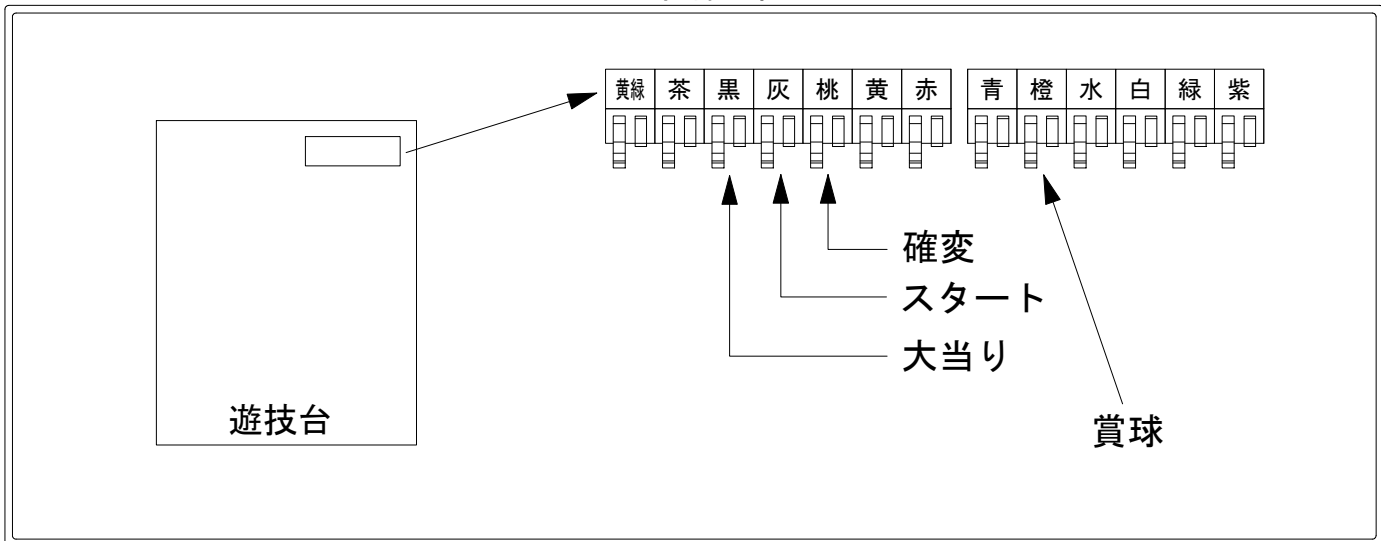 黄緑 茶 黒 灰 桃 黄 赤 青 橙 水 白 緑 紫
確変
スタート
大当り
遊技台
賞球